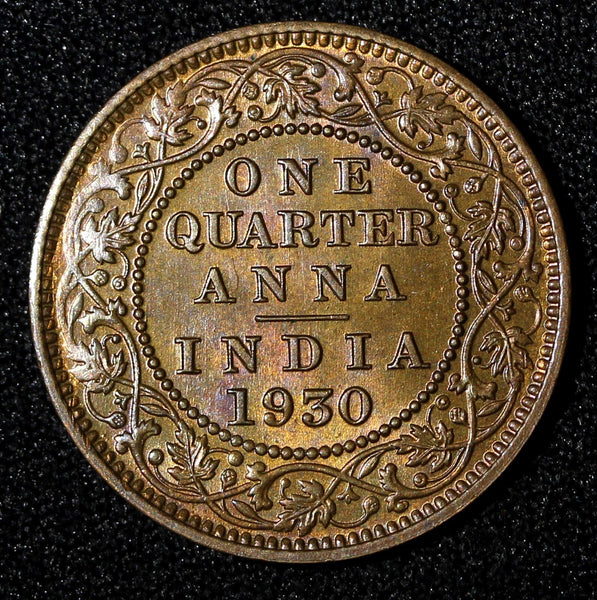 ONE
QUARTER
ANNA
INDIA
1930